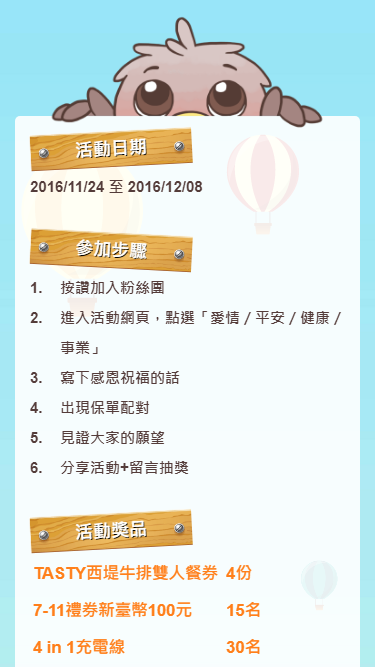 活動日期
2016/11/24 至 2016/12/08
參加步驟
1. 按讚加入粉絲團
2. 進入活動網頁，點選「愛情 / 平安 / 健康 /
事業」
3. 寫下感恩祝福的話
4. 出現保單配對
5. 見證大家的願望
6. 分享活動+留言抽獎
活動獎品
TASTY西堤牛排雙人餐券 4份
7-11禮券新臺幣100元 15名
4 in 1充電線 30名